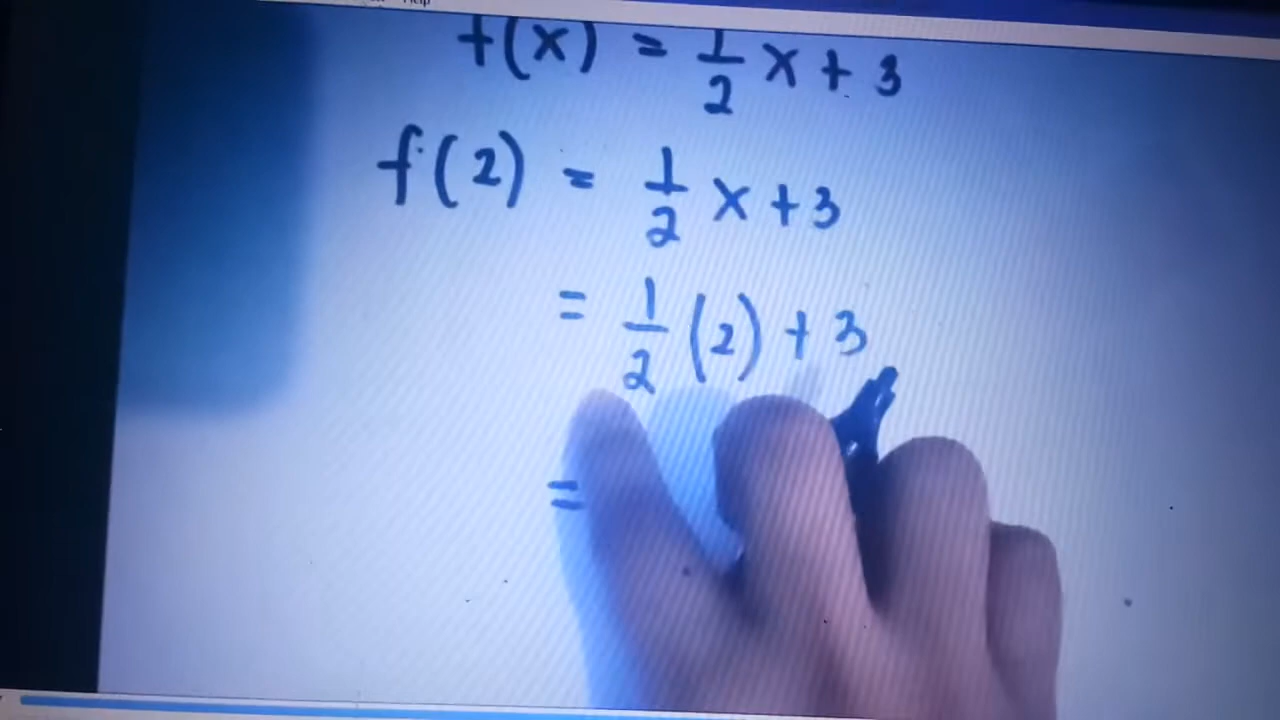 f(x) = 1/2 x + 3
f(2) = 1/2 x + 3
= 1/2 (2) + 3
=